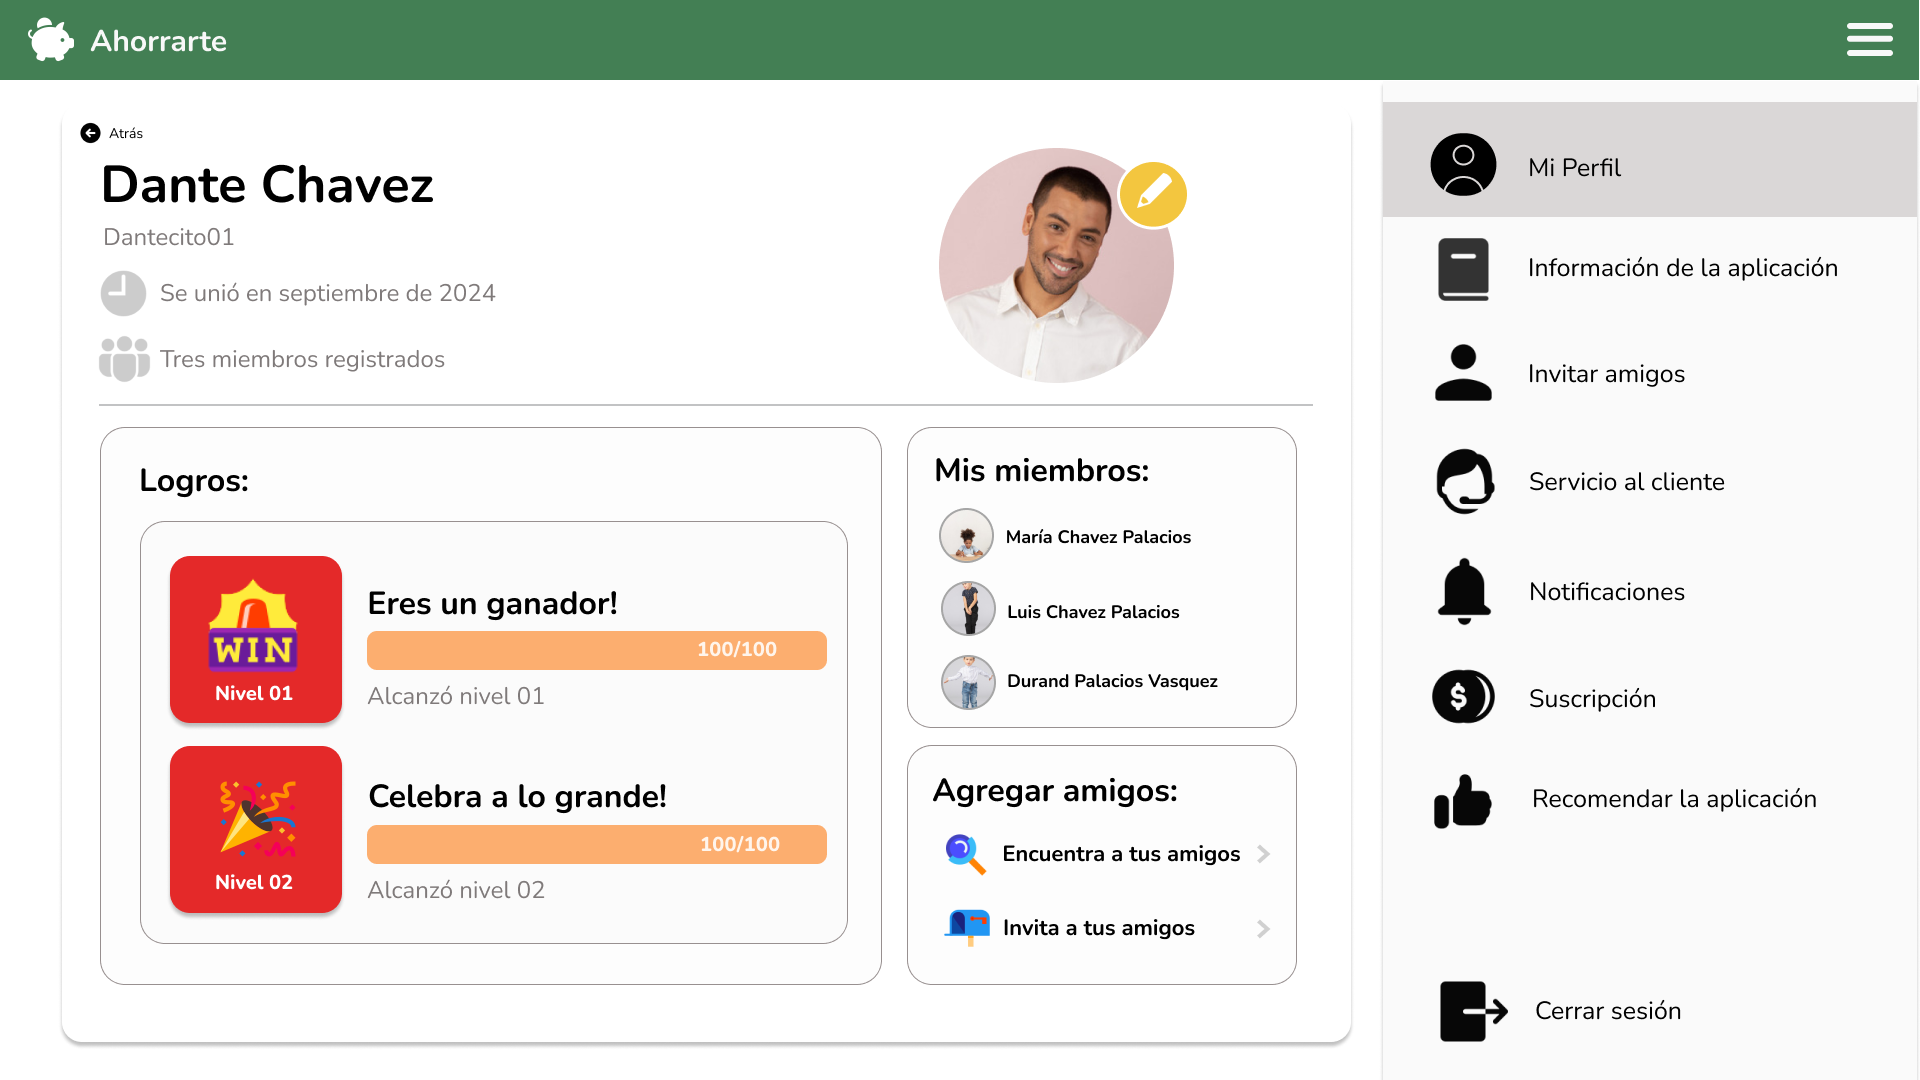 Ahorrarte
Atrás
Dante Chavez
Dantecito01
Se unió en septiembre de 2024
Tres miembros registrados
Logros:
WIN
Nivel 01
Eres un ganador!
100/100
Alcanzó nivel 01
Nivel 02
Celebra a lo grande!
100/100
Alcanzó nivel 02
Mis miembros:
María Chavez Palacios
Luis Chavez Palacios
Durand Palacios Vasquez
Agregar amigos:
Encuentra a tus amigos
Invita a tus amigos
Mi Perfil
Información de la aplicación
Invitar amigos
Servicio al cliente
Notificaciones
$
Suscripción
Recomendar la aplicación
Cerrar sesión